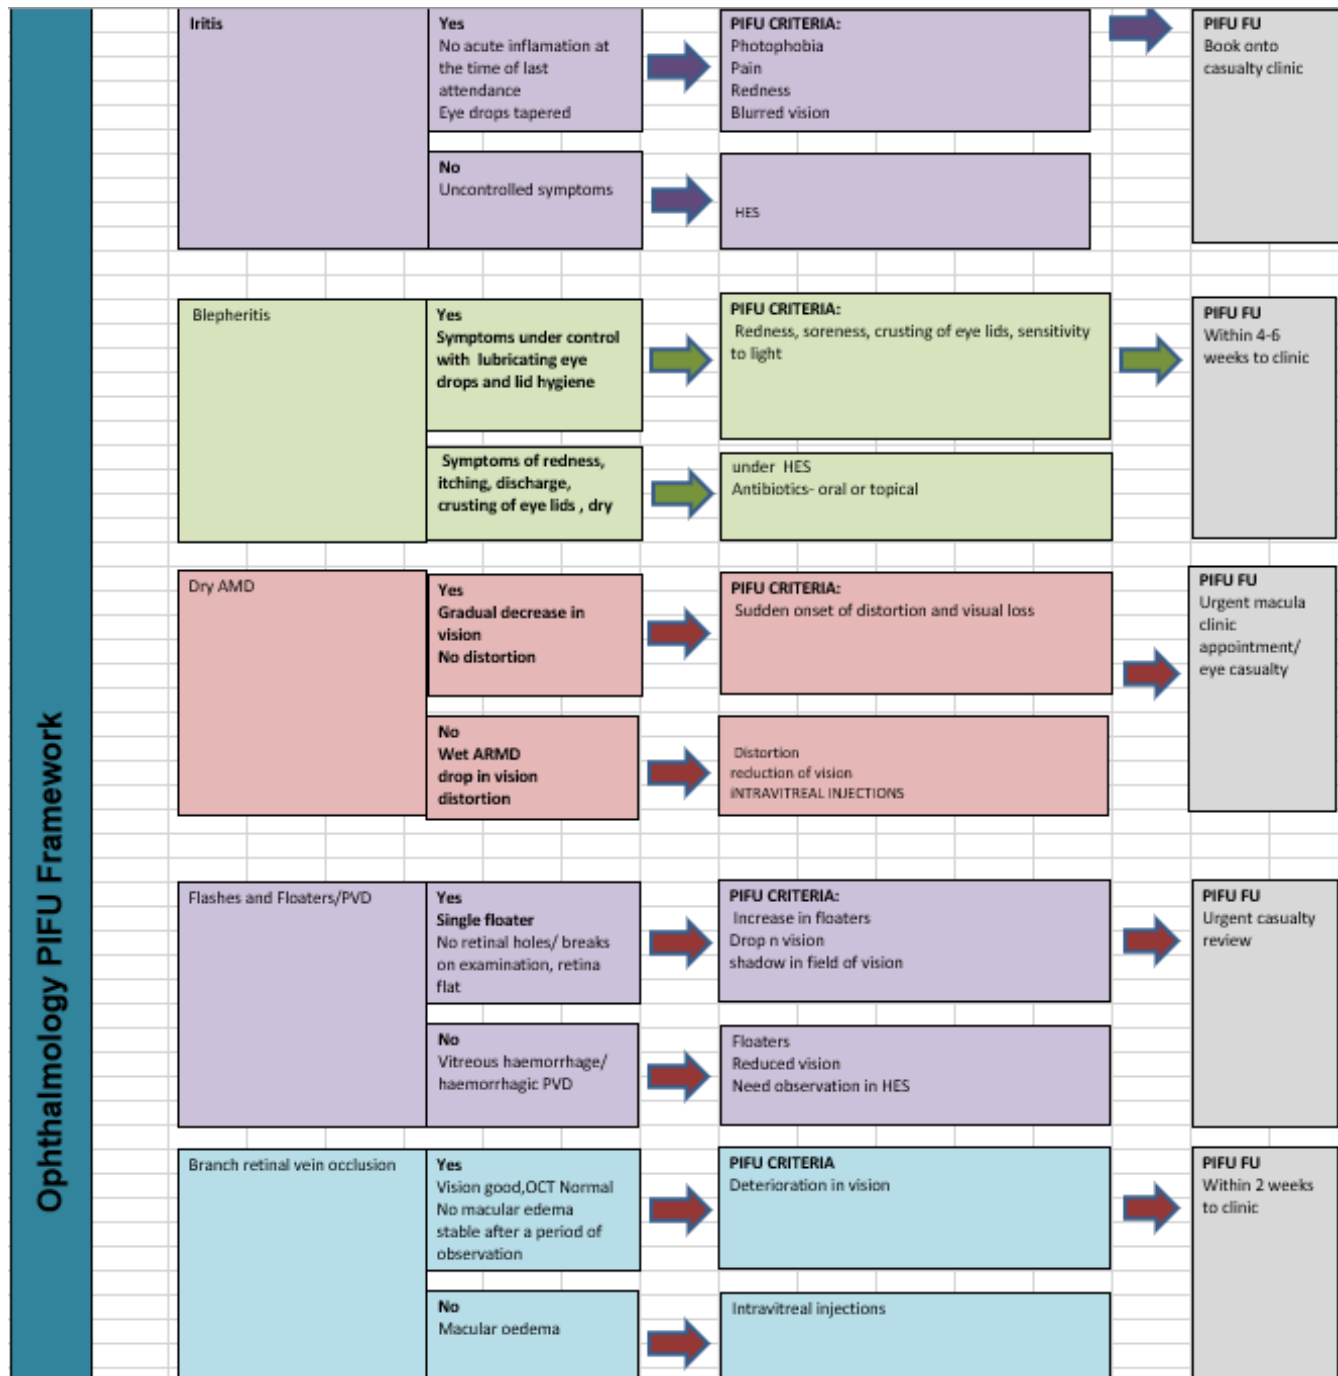 Ophthalmology PIFU Framework
Iritis
Yes
No acute inflamation at
the time of last
attendance
Eye drops tapered
PIFU CRITERIA:
Photophobia
Pain
Redness
Blurred vision
PIFU FU
Book onto
casualty clinic
No
Uncontrolled symptoms
HES
Blepheritis
Yes
Symptoms under control
with lubricating eye
drops and lid hygiene
PIFU CRITERIA:
Redness, soreness, crusting of eye lids, sensitivity
to light
PIFU FU
Within 4-6
weeks to clinic
Symptoms of redness,
itching, discharge,
crusting of eye lids , dry
under HES
Antibiotics- oral or topical
Dry AMD
Yes
Gradual decrease in
vision
No distortion
PIFU CRITERIA:
Sudden onset of distortion and visual loss
PIFU FU
Urgent macula
clinic
appointment/
eye casualty
No
Wet ARMD
drop in vision
distortion
Distortion
reduction of vision
iNTRAVITREAL INJECTIONS
Flashes and Floaters/PVD
Yes
Single floater
No retinal holes/ breaks
on examination, retina
flat
PIFU CRITERIA:
Increase in floaters
Drop n vision
shadow in field of vision
PIFU FU
Urgent casualty
review
No
Vitreous haemorrhage/
haemorrhagic PVD
Floaters
Reduced vision
Need observation in HES
Branch retinal vein occlusion
Yes
Vision good,OCT Normal
No macular edema
stable after a period of
observation
PIFU CRITERIA
Deterioration in vision
PIFU FU
Within 2 weeks
to clinic
No
Macular oedema
Intravitreal injections